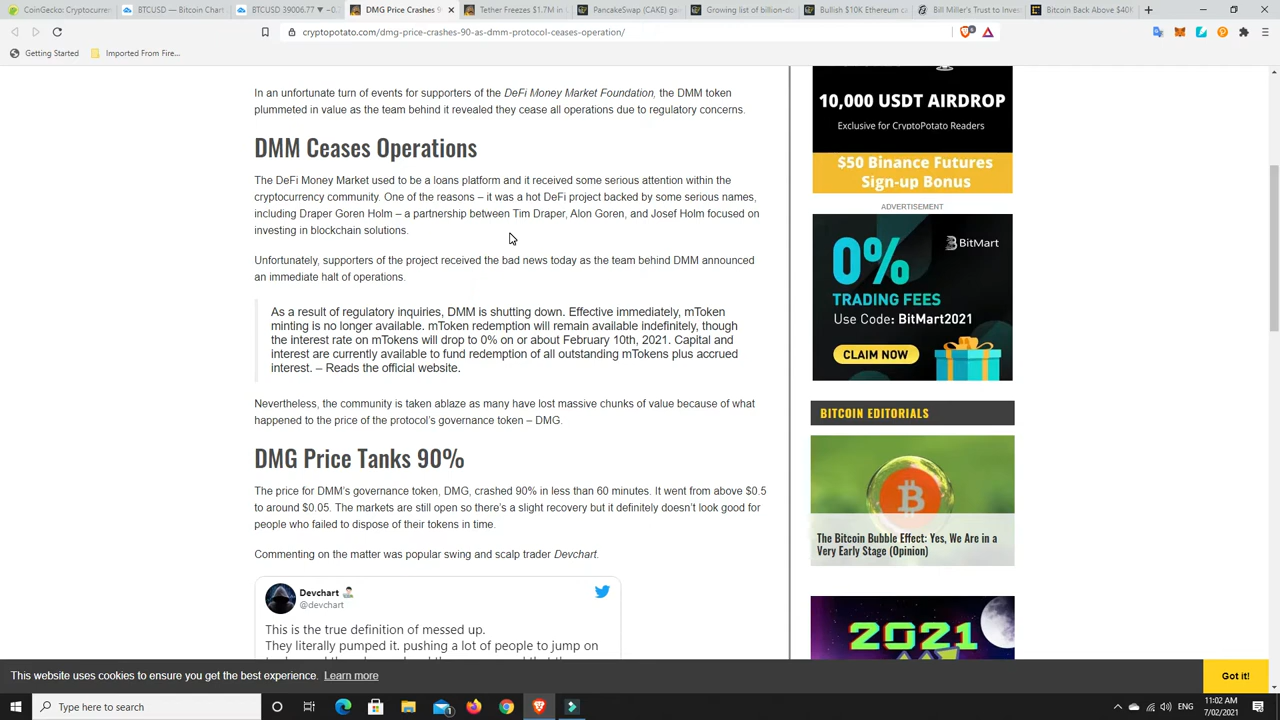 CoinGecko: Cryptocurren
BTCUSD — Bitcoin Chart
BTCUSD 39006.77 ▼
DMG Price Crashes 9
Tether Freezes $1.7M in
PancakeSwap (CAKE) ga
Growing list of billion-do
Bullish $10K Ethereum c
Bill Miller's Trust to Invest
Bitcoin Back Above $40K
cryptopotato.com/dmg-price-crashes-90-as-dmm-protocol-ceases-operation/
Getting Started
Imported From Fire...
In an unfortunate turn of events for supporters of the DeFi Money Market Foundation, the DMM token
plummeted in value as the team behind it revealed they cease all operations due to regulatory concerns.
DMM Ceases Operations
The DeFi Money Market used to be a loans platform and it received some serious attention within the
cryptocurrency community. One of the reasons – it was a hot DeFi project backed by some serious names,
including Draper Goren Holm – a partnership between Tim Draper, Alon Goren, and Josef Holm focused on
investing in blockchain solutions.
Unfortunately, supporters of the project received the bad news today as the team behind DMM announced
an immediate halt of operations.
As a result of regulatory inquiries, DMM is shutting down. Effective immediately, mToken
minting is no longer available. mToken redemption will remain available indefinitely, though
the interest rate on mTokens will drop to 0% on or about February 10th, 2021. Capital and
interest are currently available to fund redemption of all outstanding mTokens plus accrued
interest. – Reads the official website.
Nevertheless, the community is taken ablaze as many have lost massive chunks of value because of what
happened to the price of the protocol's governance token – DMG.
DMG Price Tanks 90%
The price for DMM's governance token, DMG, crashed 90% in less than 60 minutes. It went from above $0.5
to around $0.05. The markets are still open so there's a slight recovery but it definitely doesn't look good for
people who failed to dispose of their tokens in time.
Commenting on the matter was popular swing and scalp trader Devchart.
Devchart
@devchart
This is the true definition of messed up.
They literally pumped it. pushing a lot of people to jump on
10,000 USDT AIRDROP
Exclusive for CryptoPotato Readers
$50 Binance Futures
Sign-up Bonus
ADVERTISEMENT
BitMart
0%
TRADING FEES
Use Code: BitMart2021
CLAIM NOW
BITCOIN EDITORIALS
The Bitcoin Bubble Effect: Yes, We Are in a
Very Early Stage (Opinion)
2021
This website uses cookies to ensure you get the best experience. Learn more
Got it!
Type here to search
ENG
11:02 AM
7/02/2021